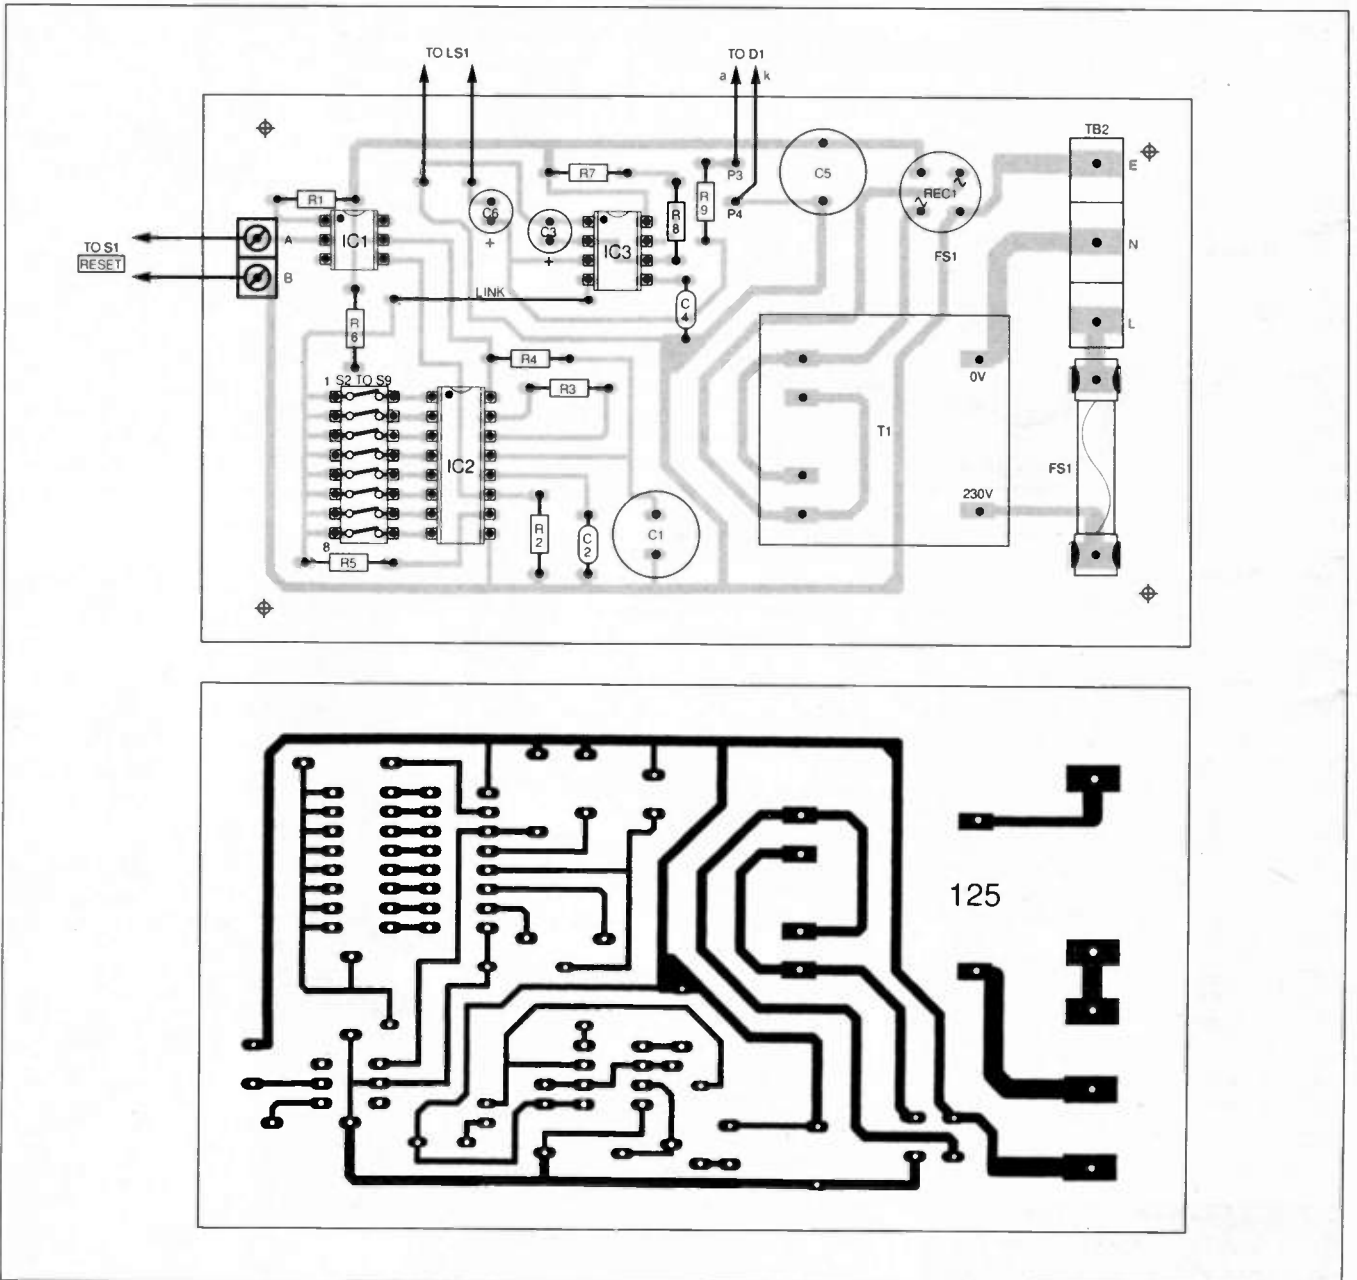 TO LS1
TO D1
a k
TB2
E
N
L
R1
R7
C5
REC1
P3
P4
R9
R8
C6
+
C3
+
IC1
IC3
A
B
TO S1
RESET
FS1
LINK
C4
R6
R4
R3
1 S2 TO S9
0V
T1
IC2
FS1
230V
R2
C2
C1
8
R5
125